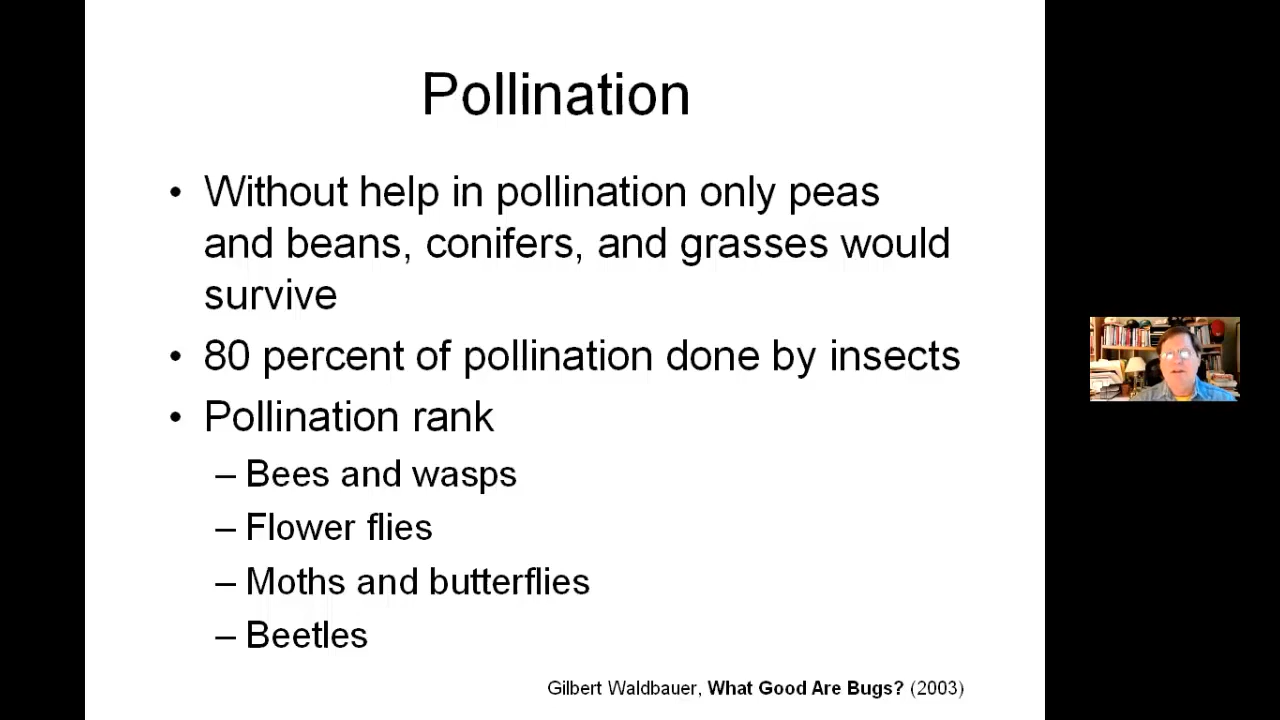 Pollination
• Without help in pollination only peas
and beans, conifers, and grasses would
survive
• 80 percent of pollination done by insects
• Pollination rank
– Bees and wasps
– Flower flies
– Moths and butterflies
– Beetles
Gilbert Waldbauer, What Good Are Bugs? (2003)